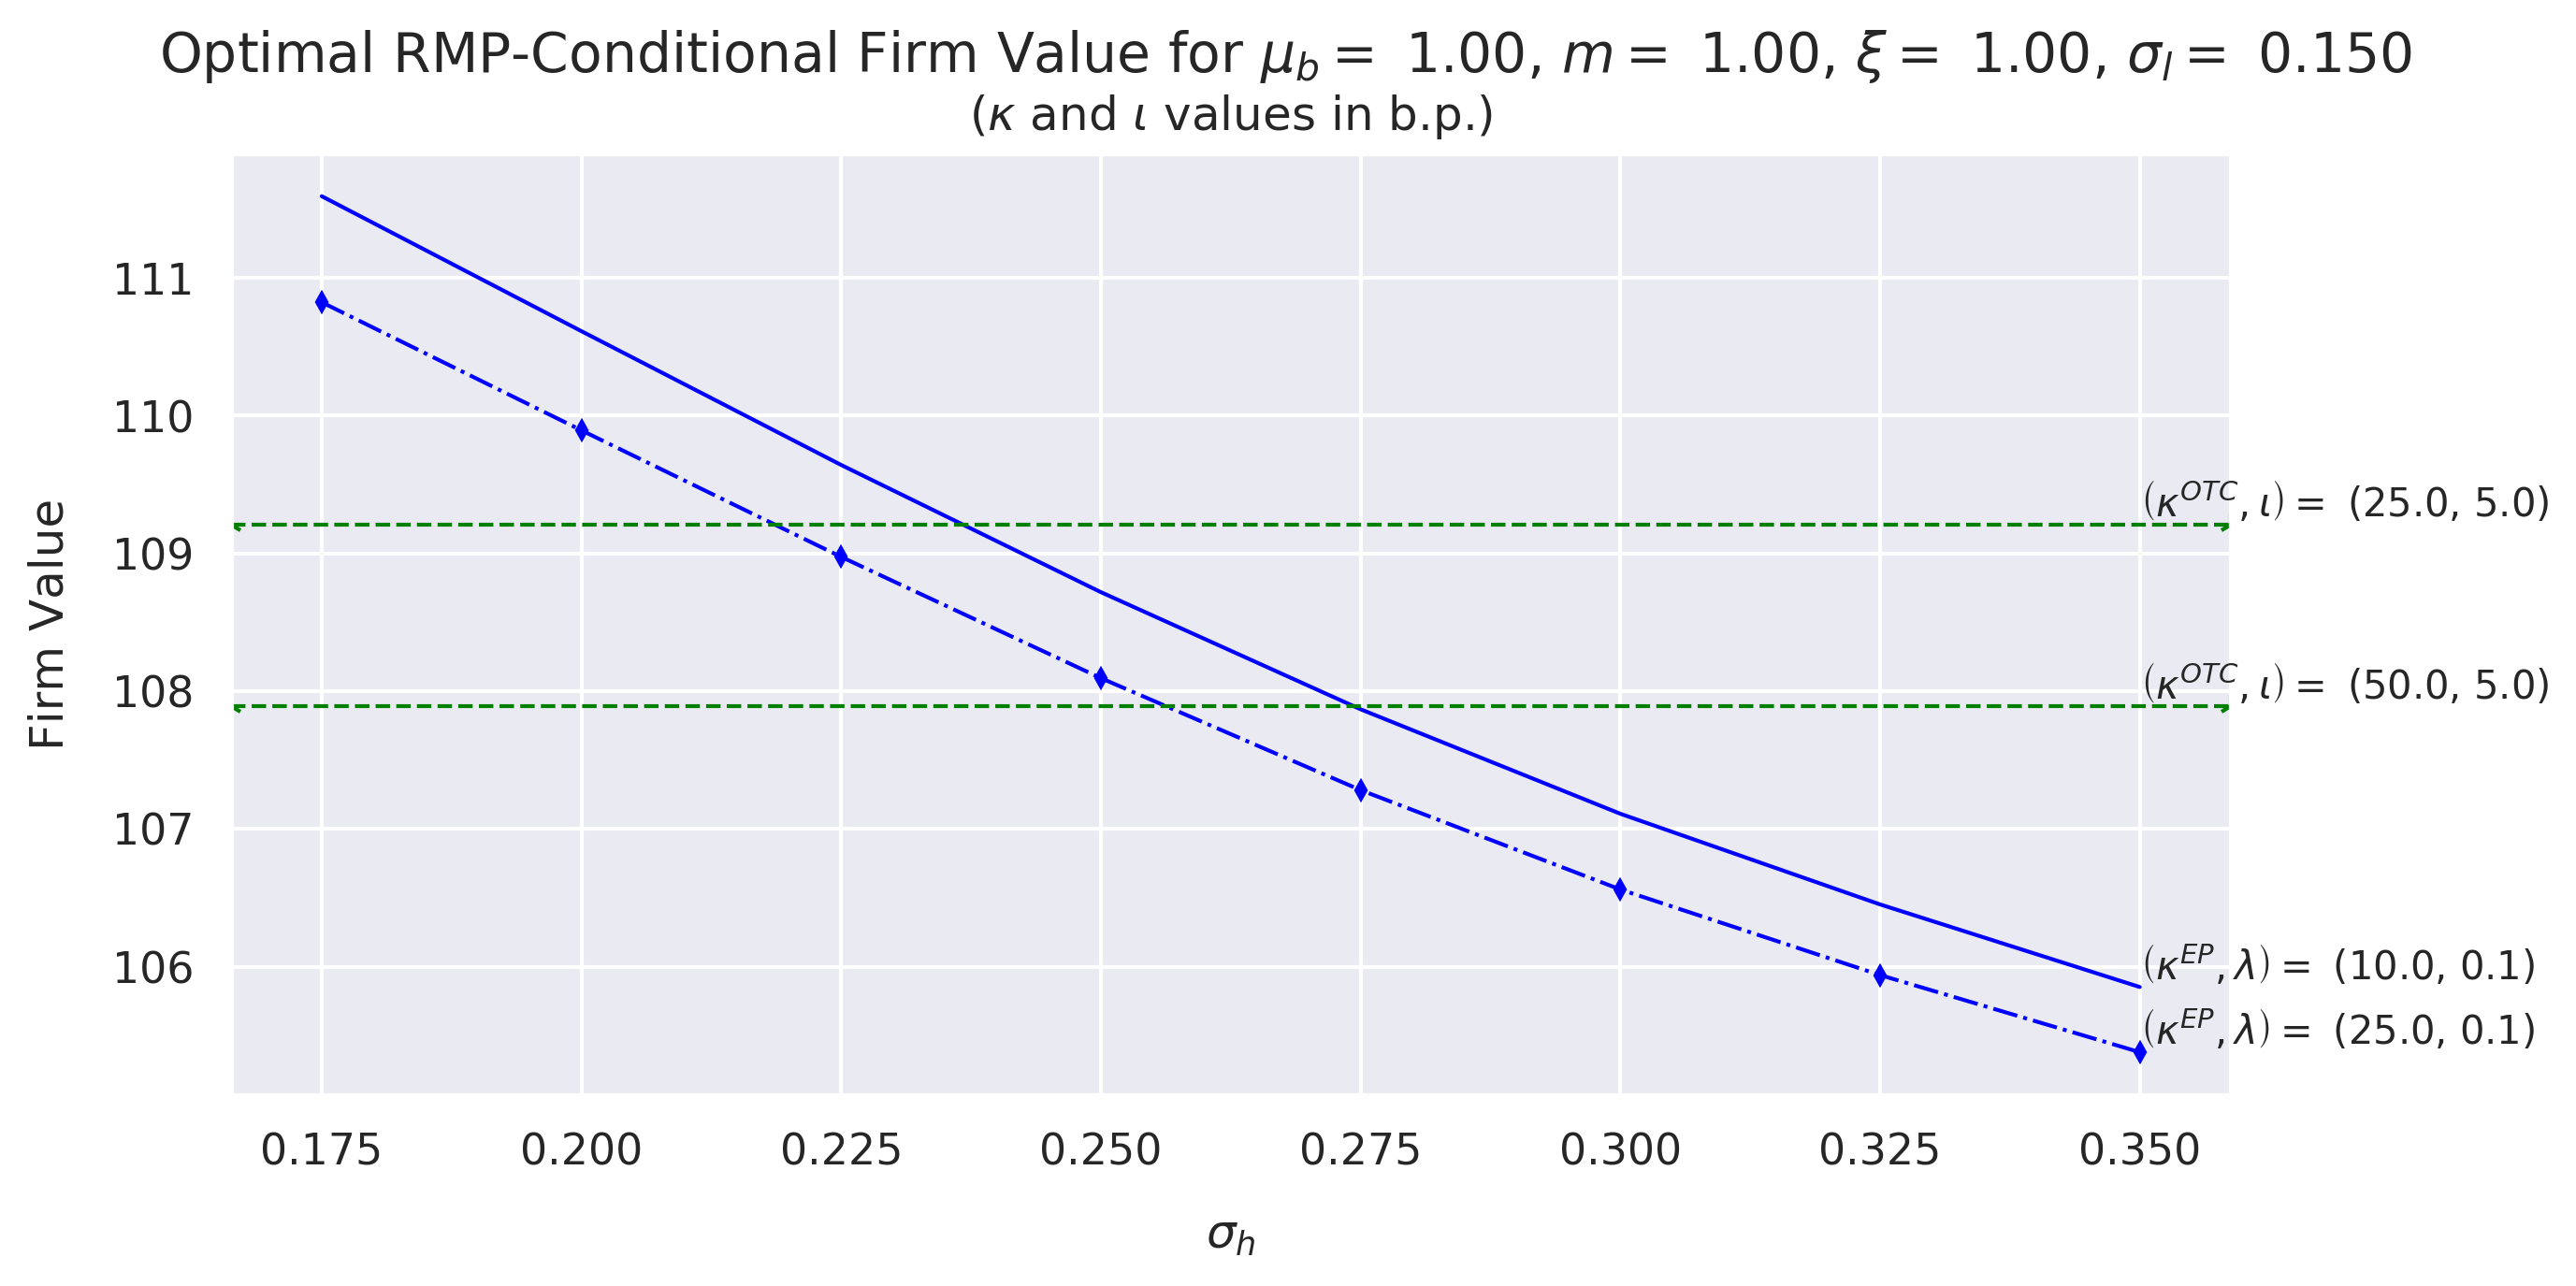 Optimal RMP-Conditional Firm Value for μ_b = 1.00, m = 1.00, ξ = 1.00, σ_l = 0.150
(κ and ι values in b.p.)
Firm Value
111
110
109
108
107
106
(κ^OTC, ι) = (25.0, 5.0)
(κ^OTC, ι) = (50.0, 5.0)
(κ^EP, λ) = (10.0, 0.1)
(κ^EP, λ) = (25.0, 0.1)
0.175 0.200 0.225 0.250 0.275 0.300 0.325 0.350
σ_h